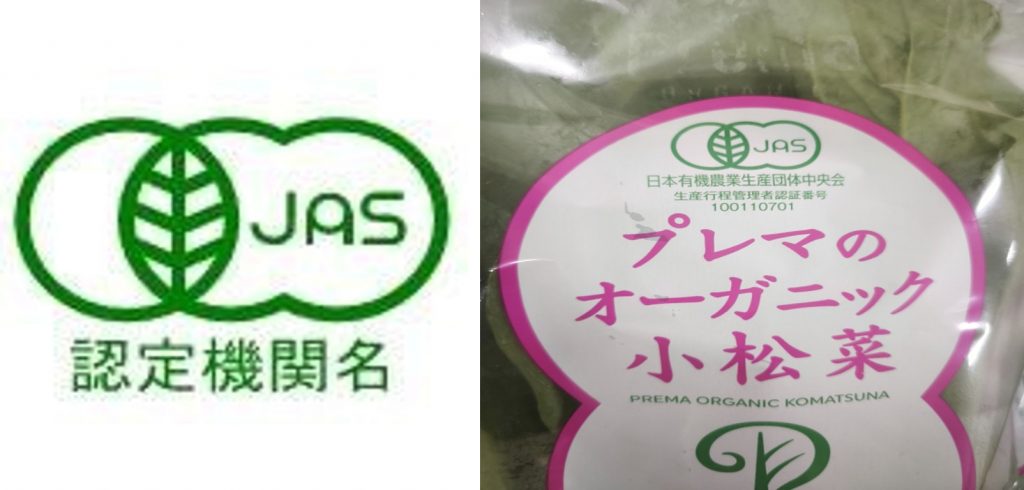 JAS
認定機関名
JAS
日本有機農業生産団体中央会
生産行程管理者認証番号
100110701
プレマの
オーガニック
小松菜
PREMA ORGANIC KOMATSUNA